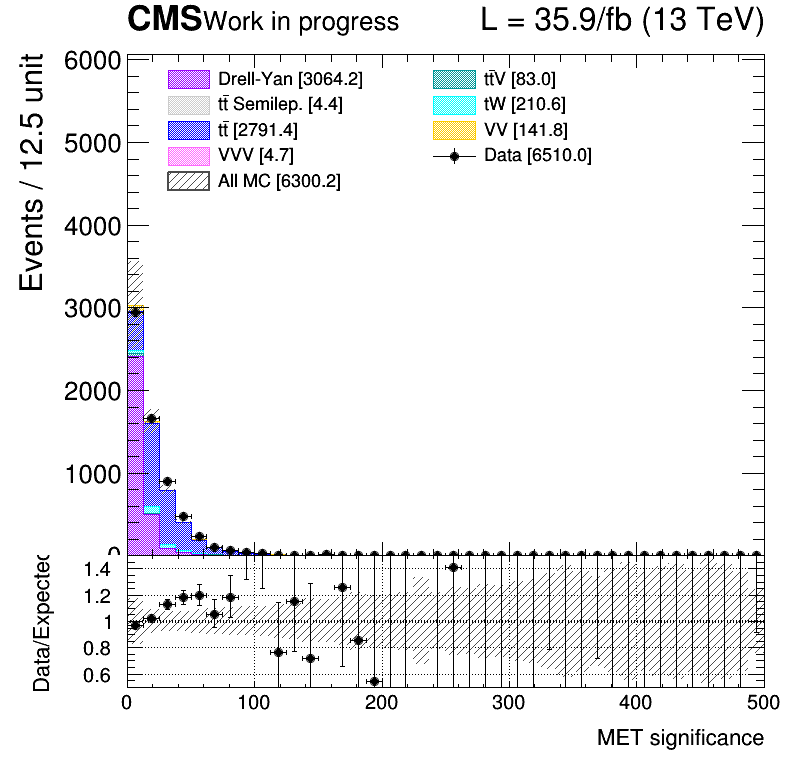 CMS Work in progress L = 35.9/fb (13 TeV)
Events / 12.5 unit
6000
5000
4000
3000
2000
1000
0
Drell-Yan [3064.2]
tt̄ Semilep. [4.4]
tt̄ [2791.4]
VVV [4.7]
All MC [6300.2]
tt̄V [83.0]
tW [210.6]
VV [141.8]
Data [6510.0]
Data/Expected
1.4
1.2
1
0.8
0.6
0 100 200 300 400 500
MET significance